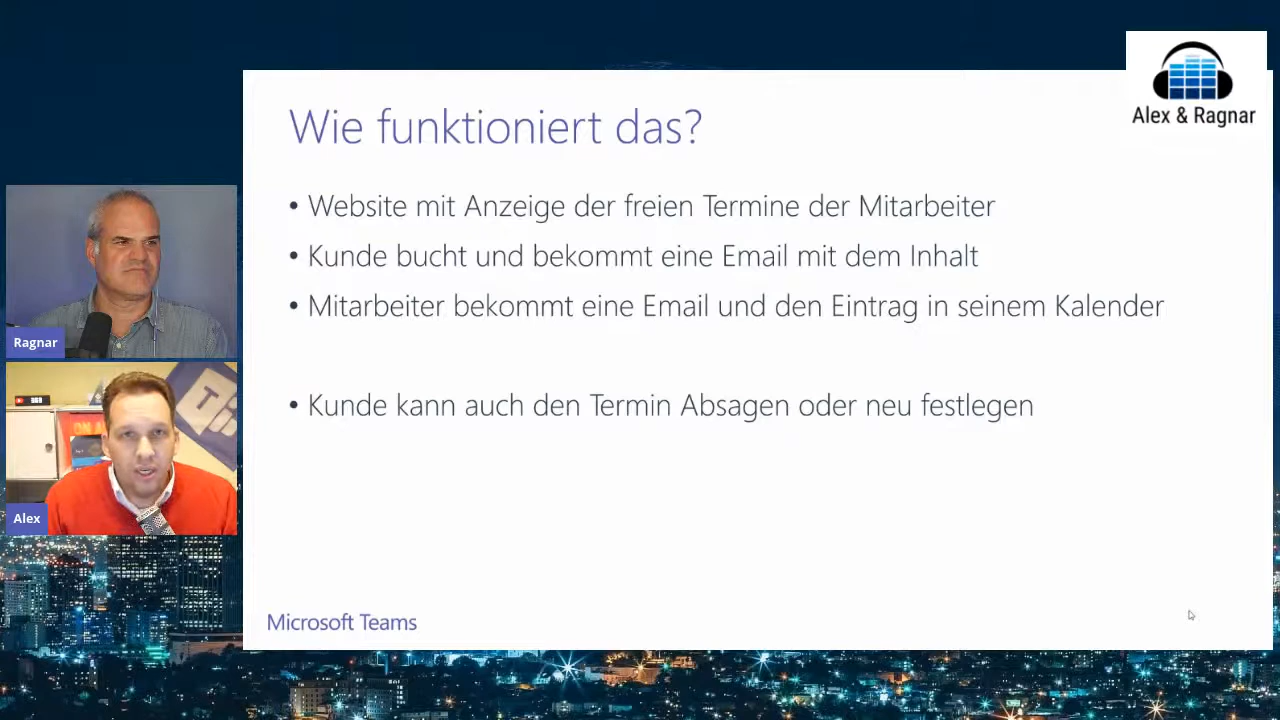 Alex & Ragnar
Wie funktioniert das?
• Website mit Anzeige der freien Termine der Mitarbeiter
• Kunde bucht und bekommt eine Email mit dem Inhalt
• Mitarbeiter bekommt eine Email und den Eintrag in seinem Kalender
• Kunde kann auch den Termin Absagen oder neu festlegen
Ragnar
Alex
Microsoft Teams